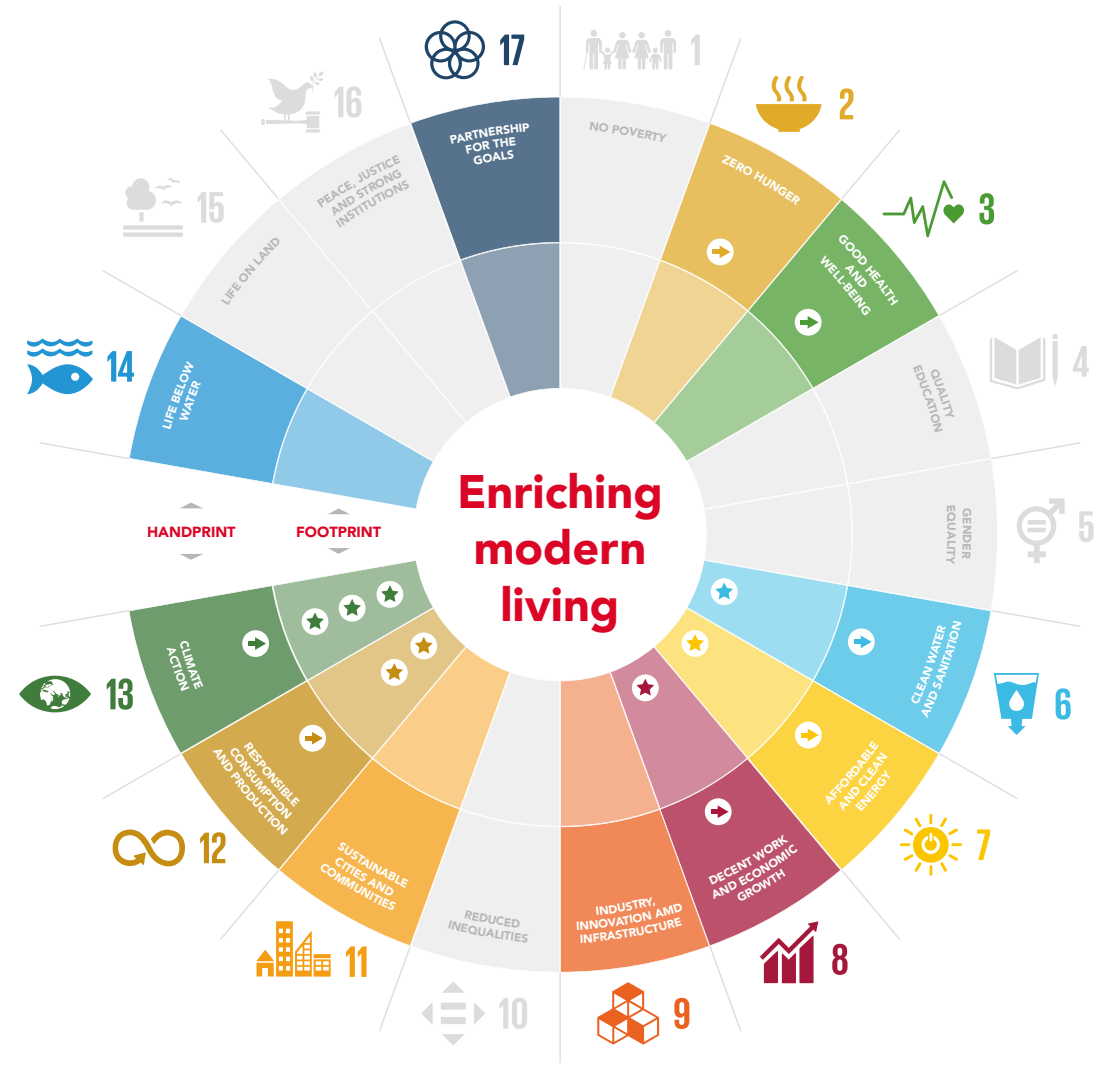 17
1
16
2
15
3
14
4
5
13
6
12
7
11
8
10
9
PARTNERSHIP
FOR THE
GOALS
NO POVERTY
ZERO HUNGER
GOOD HEALTH
AND
WELL-BEING
QUALITY
EDUCATION
GENDER
EQUALITY
CLEAN WATER
AND SANITATION
AFFORDABLE
AND CLEAN
ENERGY
DECENT WORK
AND ECONOMIC
GROWTH
INDUSTRY,
INNOVATION AMD
INFRASTRUCTURE
REDUCED
INEQUALITIES
SUSTAINABLE
CITIES AND
COMMUNITIES
RESPONSIBLE
CONSUMPTION
AND PRODUCTION
CLIMATE
ACTION
LIFE BELOW
WATER
LIFE ON LAND
PEACE, JUSTICE
AND STRONG
INSTITUTIONS
HANDPRINT
FOOTPRINT
Enriching
modern
living